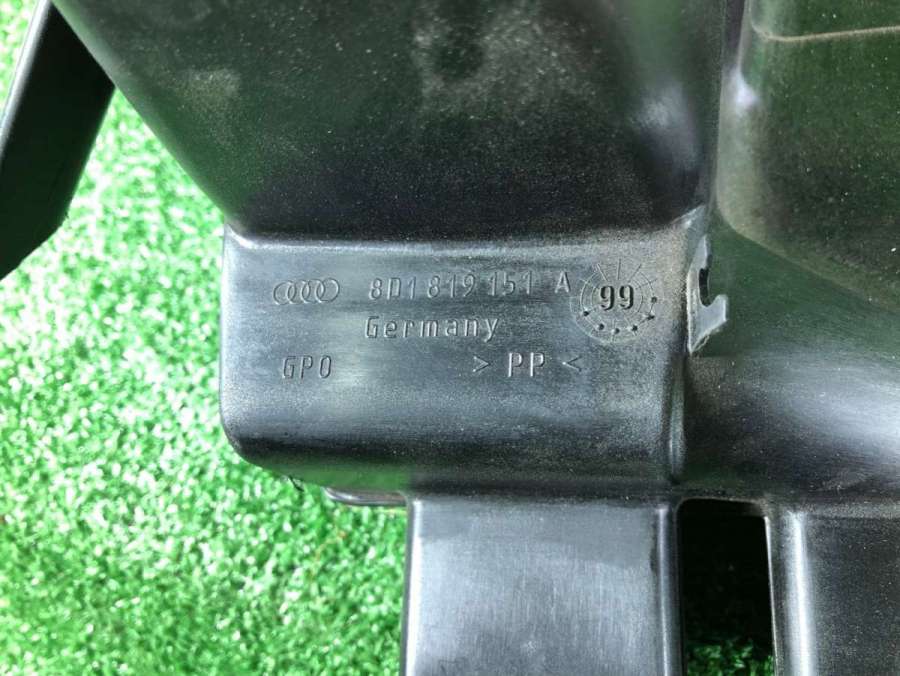 8D1 819 151 A
99
Germany
GPO
> PP <